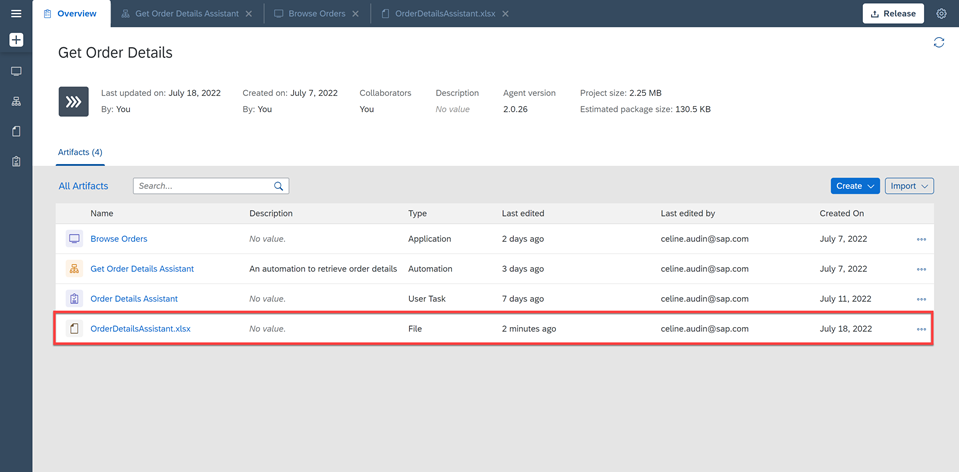 Overview Get Order Details Assistant Browse Orders OrderDetailsAssistant.xlsx Release
Get Order Details
Last updated on: July 18, 2022 Created on: July 7, 2022 Collaborators Description Agent version Project size: 2.25 MB
By: You By: You You No value 2.0.26 Estimated package size: 130.5 KB
Artifacts (4)
All Artifacts Search... Create Import
Name Description Type Last edited Last edited by Created On
Browse Orders No value. Application 2 days ago celine.audin@sap.com July 7, 2022
Get Order Details Assistant An automation to retrieve order details Automation 3 days ago celine.audin@sap.com July 7, 2022
Order Details Assistant No value. User Task 7 days ago celine.audin@sap.com July 11, 2022
OrderDetailsAssistant.xlsx No value. File 2 minutes ago celine.audin@sap.com July 18, 2022